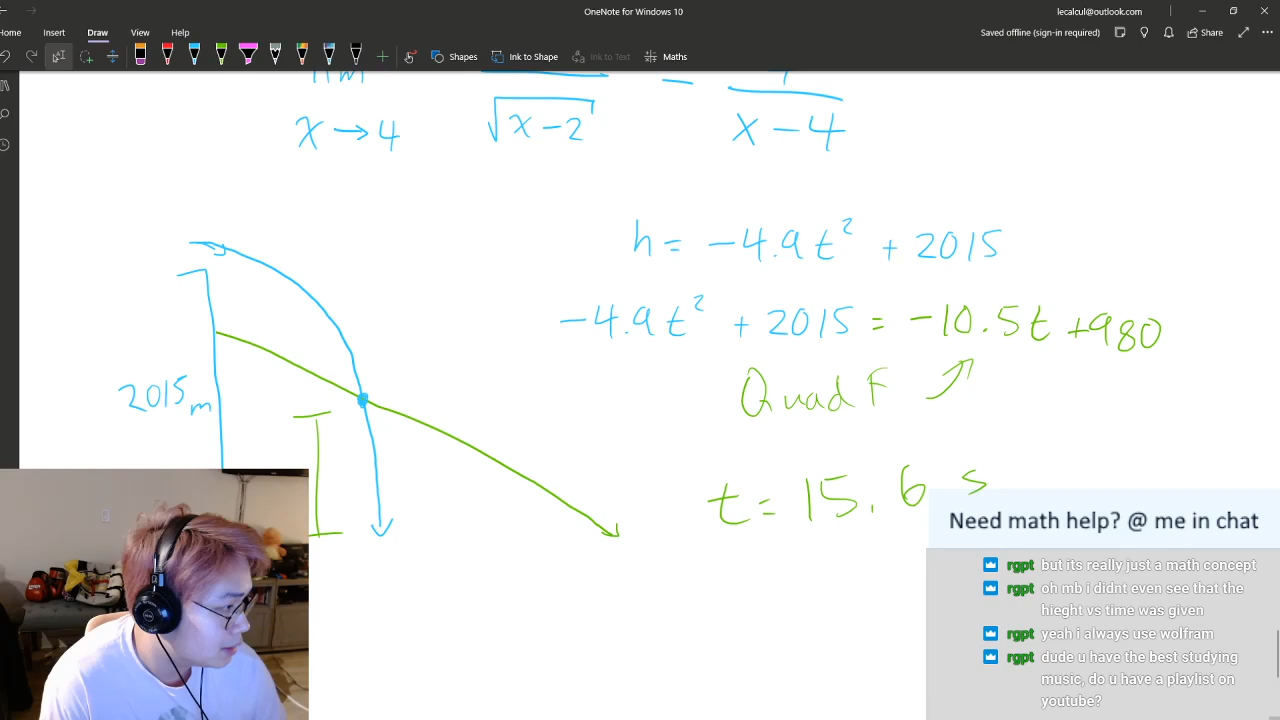 OneNote for Windows 10
lecalcul@outlook.com
Home Insert Draw View Help
Saved offline (sign-in required)
Share
Shapes Ink to Shape Ink to Text Maths
lim
x→4 √x-2 - x-4
h = -4.9t² + 2015
-4.9t² + 2015 = -10.5t +980
Quad F
2015m
t = 15.6 s
Need math help? @ me in chat
rgpt but its really just a math concept
rgpt oh mb i didnt even see that the
hieght vs time was given
rgpt yeah i always use wolfram
rgpt dude u have the best studying
music, do u have a playlist on
youtube?